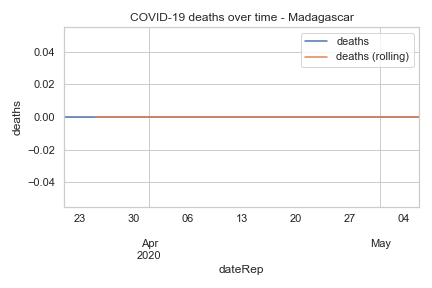 COVID-19 deaths over time - Madagascar
deaths
deaths (rolling)
deaths
0.04
0.02
0.00
−0.02
−0.04
23 30 06 13 20 27 04
Apr May
2020
dateRep